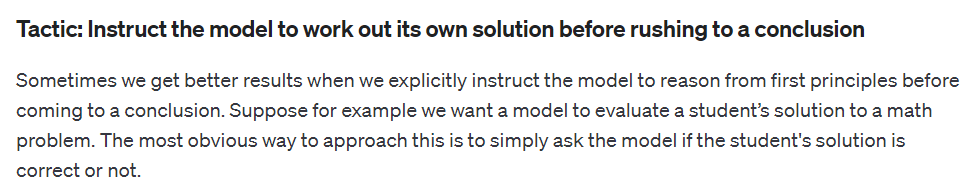 Tactic: Instruct the model to work out its own solution before rushing to a conclusion
Sometimes we get better results when we explicitly instruct the model to reason from first principles before
coming to a conclusion. Suppose for example we want a model to evaluate a student’s solution to a math
problem. The most obvious way to approach this is to simply ask the model if the student's solution is
correct or not.